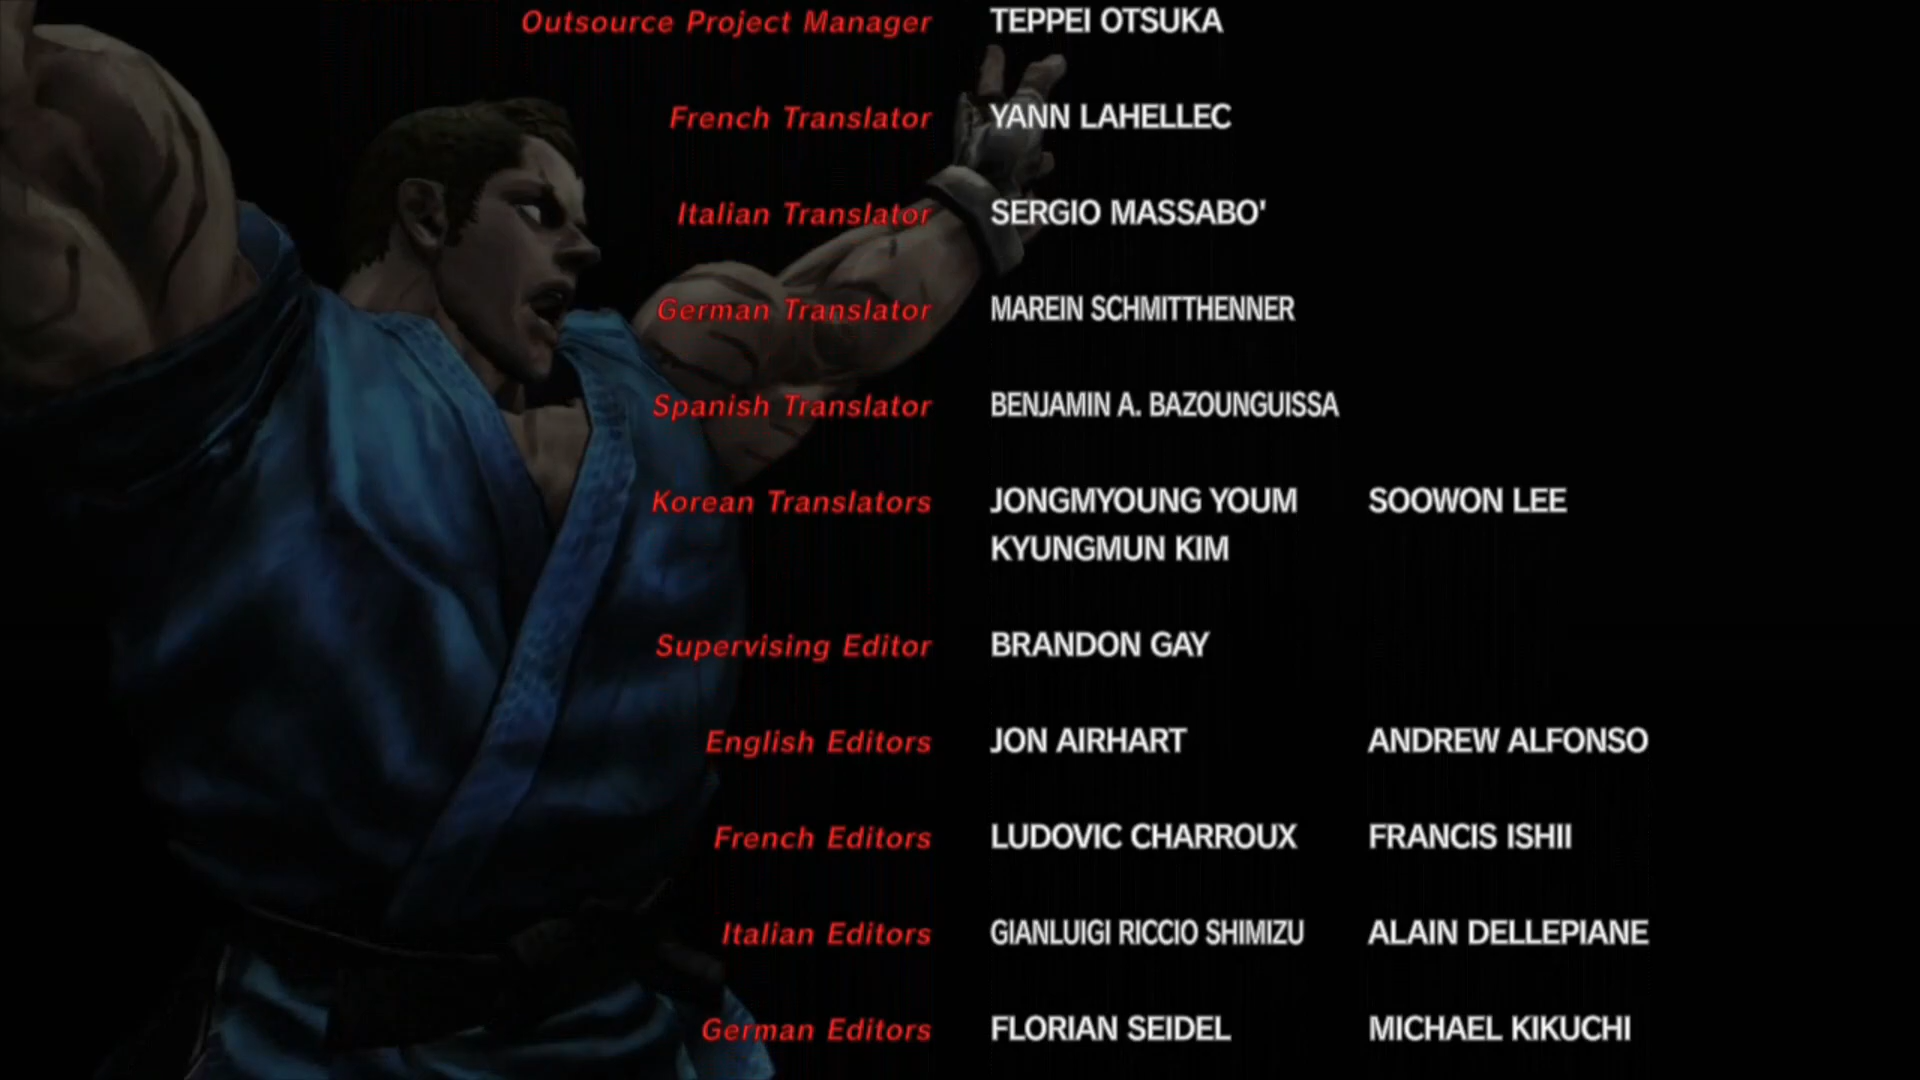 Outsource Project Manager TEPPEI OTSUKA
French Translator YANN LAHELLEC
Italian Translator SERGIO MASSABO'
German Translator MAREIN SCHMITTHENNER
Spanish Translator BENJAMIN A. BAZOUNGUISSA
Korean Translators JONGMYOUNG YOUM SOOWON LEE
KYUNGMUN KIM
Supervising Editor BRANDON GAY
English Editors JON AIRHART ANDREW ALFONSO
French Editors LUDOVIC CHARROUX FRANCIS ISHII
Italian Editors GIANLUIGI RICCIO SHIMIZU ALAIN DELLEPIANE
German Editors FLORIAN SEIDEL MICHAEL KIKUCHI